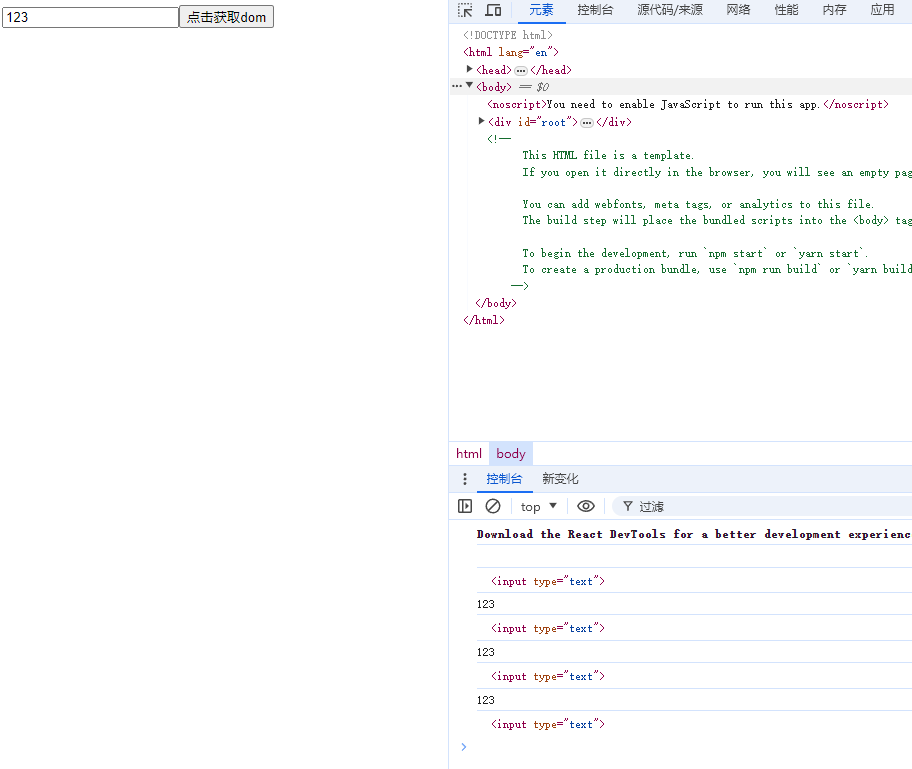 123 点击获取dom
元素 控制台 源代码/来源 网络 性能 内存 应用
<!DOCTYPE html>
<html lang="en">
<head> … </head>
<body> == $0
<noscript>You need to enable JavaScript to run this app.</noscript>
<div id="root"> … </div>
<!--
This HTML file is a template.
If you open it directly in the browser, you will see an empty pag
You can add webfonts, meta tags, or analytics to this file.
The build step will place the bundled scripts into the <body> tag
To begin the development, run `npm start` or `yarn start`.
To create a production bundle, use `npm run build` or `yarn build
-->
</body>
</html>
html body
控制台 新变化
top 过滤
Download the React DevTools for a better development experienc
<input type="text">
123
<input type="text">
123
<input type="text">
123
<input type="text">